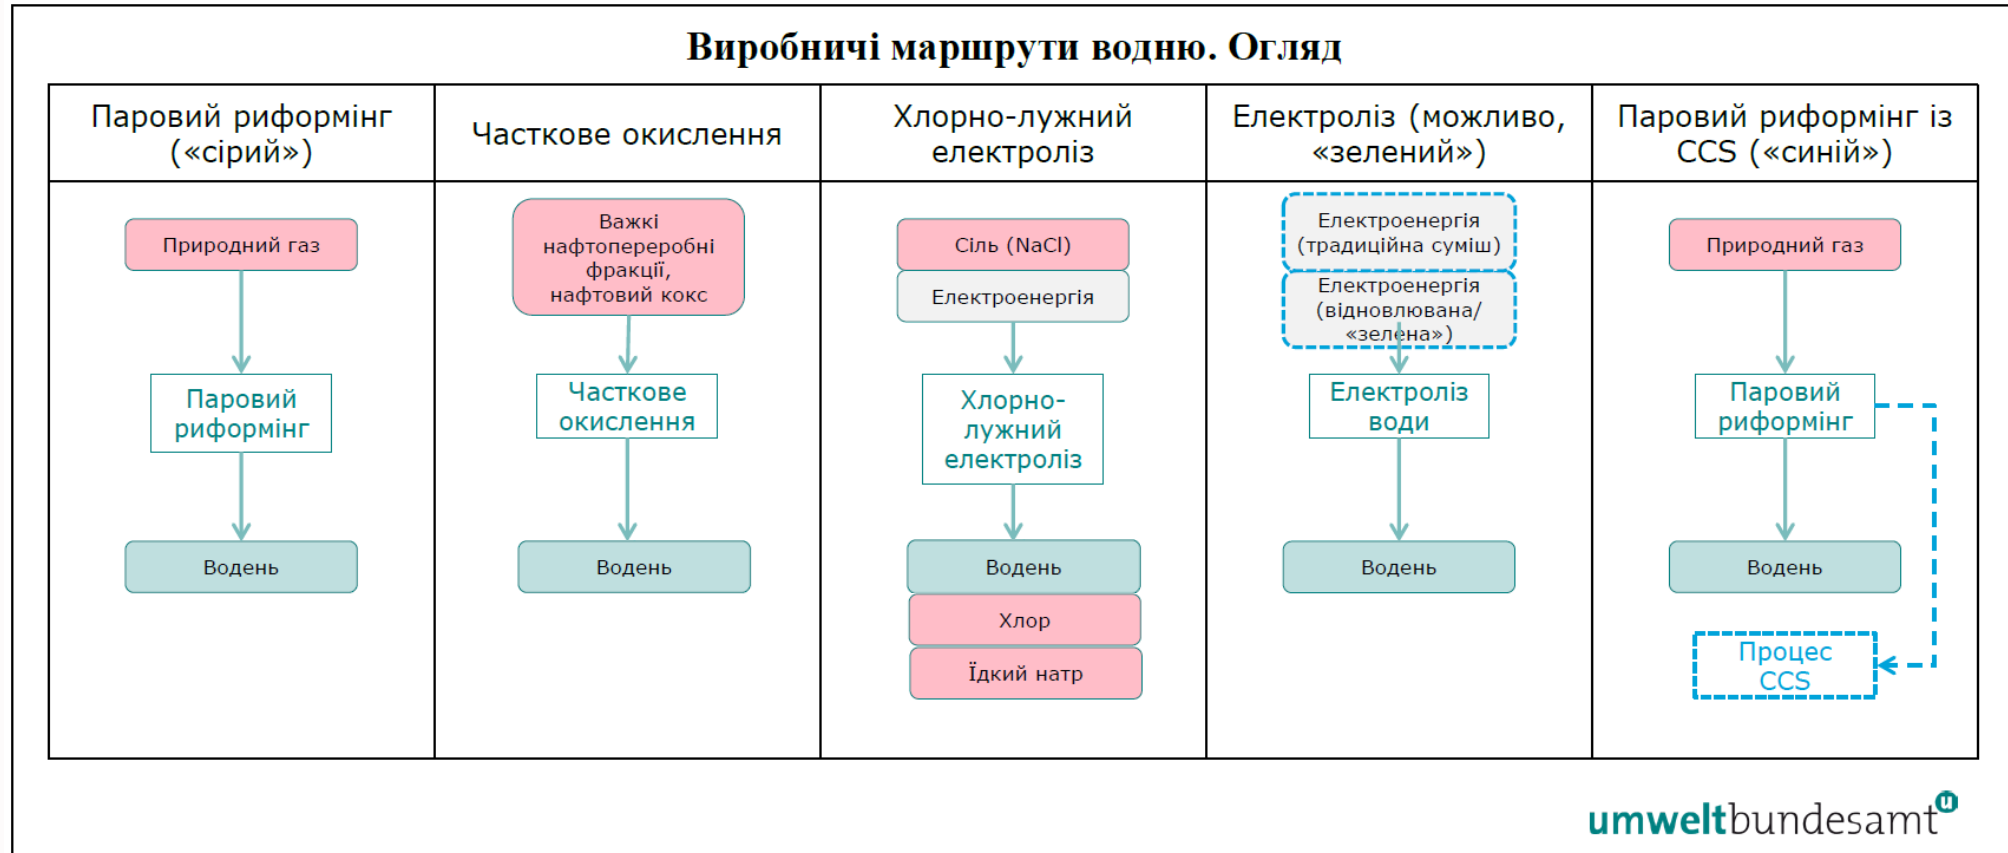 Виробничі маршрути водню. Огляд
Паровий риформінг
(«сірий»)
Часткове окислення
Хлорно-лужний
електроліз
Електроліз (можливо,
«зелений»)
Паровий риформінг із
CCS («синій»)
Природний газ
Паровий
риформінг
Водень
Важкі
нафтопереробні
фракції,
нафтовий кокс
Часткове
окислення
Водень
Сіль (NaCl)
Електроенергія
Хлорно-
лужний
електроліз
Водень
Хлор
Їдкий натр
Електроенергія
(традиційна суміш)
Електроенергія
(відновлювана/
«зелена»)
Електроліз
води
Водень
Природний газ
Паровий
риформінг
Водень
Процес
CCS
umweltbundesamt u